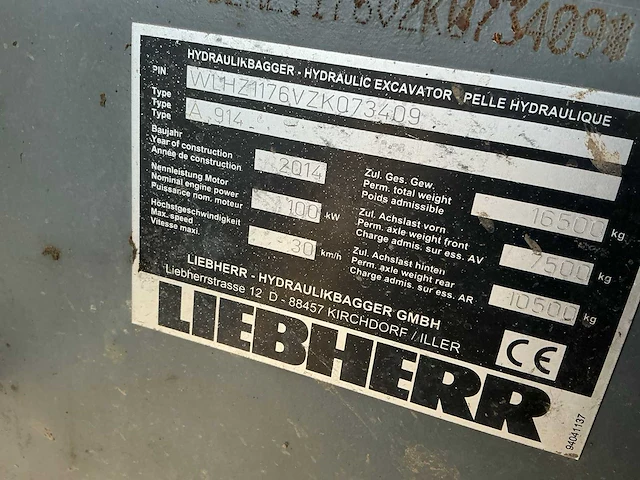 73409
HYDRAULIKBAGGER - HYDRAULIC EXCAVATOR - PELLE HYDRAULIQUE
PIN WLHZ1176VZK073409
Type
Type A 914
Type
Baujahr
Year of construction
Année de construction
2014
Nennleistung Motor
Nominal engine power
Puissance nom. moteur
100 kW
Höchstgeschwindigkeit
Max. speed
Vitesse maxi.
30 km/h
Zul. Ges. Gew.
Perm. total weight
Poids admissible
16500 kg
Zul. Achslast vorn
Perm. axle weight front
Charge admis. sur ess. AV
7500 kg
Zul. Achslast hinten
Perm. axle weight rear
Charge admis. sur ess. AR
10500 kg
LIEBHERR - HYDRAULIKBAGGER GMBH
Liebherrstrasse 12 D - 88457 KIRCHDORF / ILLER
CE
LIEBHERR
94041137